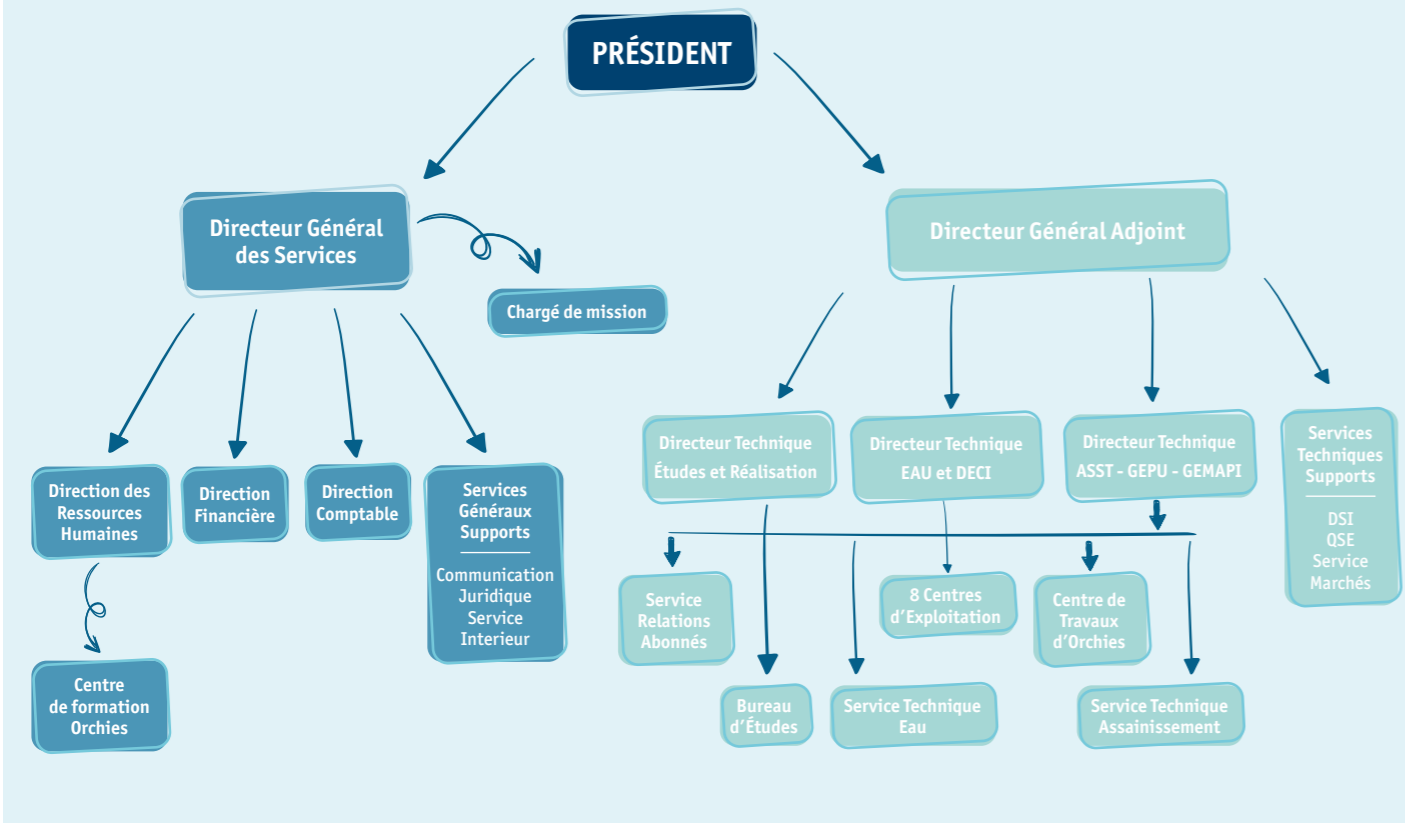 PRÉSIDENT
Directeur Général
des Services
Directeur Général Adjoint
Chargé de mission
Direction des
Ressources
Humaines
Direction
Financière
Direction
Comptable
Services
Généraux
Supports
Communication
Juridique
Service
Interieur
Centre
de formation
Orchies
Directeur Technique
Études et Réalisation
Directeur Technique
EAU et DECI
Directeur Technique
ASST - GEPU - GEMAPI
Services
Techniques
Supports
DSI
QSE
Service
Marchés
Service
Relations
Abonnés
8 Centres
d'Exploitation
Centre de
Travaux
d'Orchies
Bureau
d'Études
Service Technique
Eau
Service Technique
Assainissement